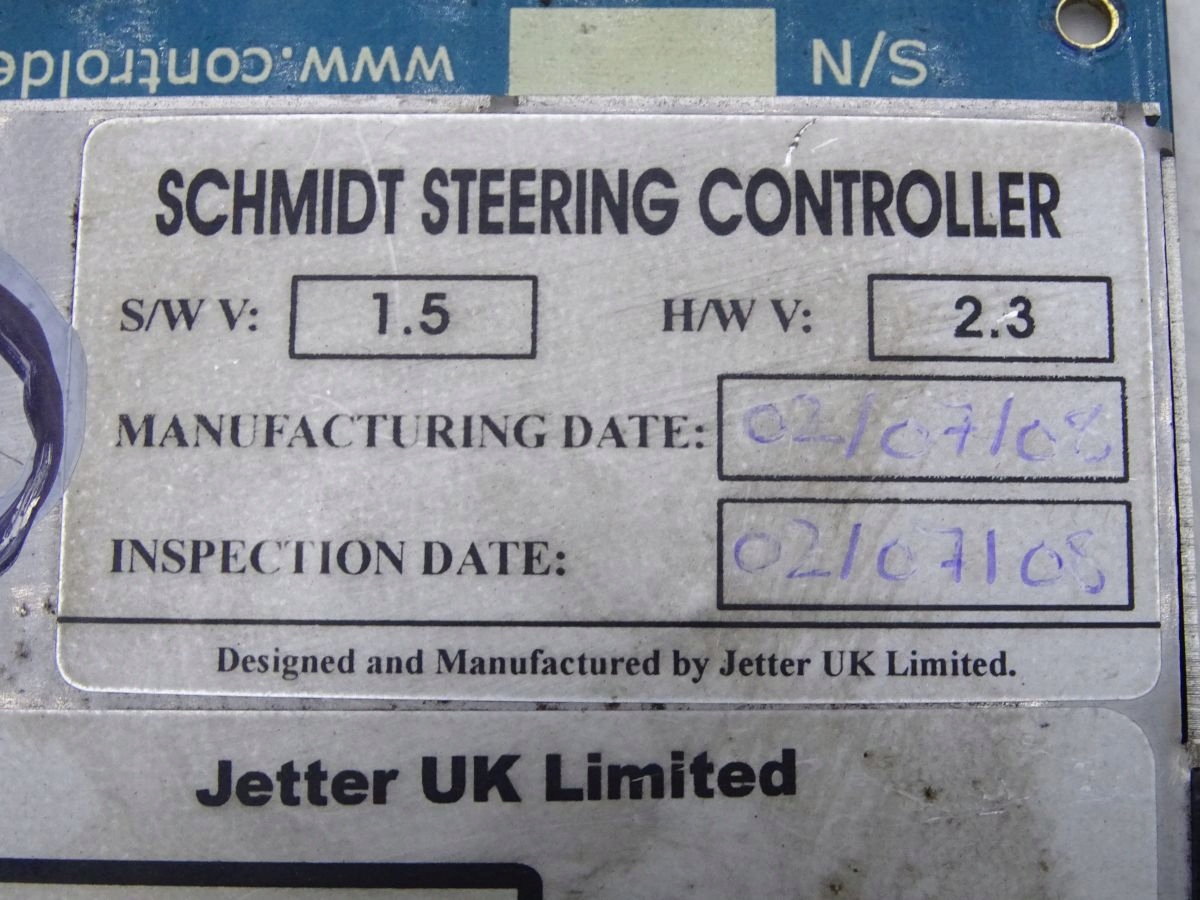 www.controlde
S/N
SCHMIDT STEERING CONTROLLER
S/W V: 1.5 H/W V: 2.3
MANUFACTURING DATE: 02/07/08
INSPECTION DATE: 02/07/08
Designed and Manufactured by Jetter UK Limited.
Jetter UK Limited